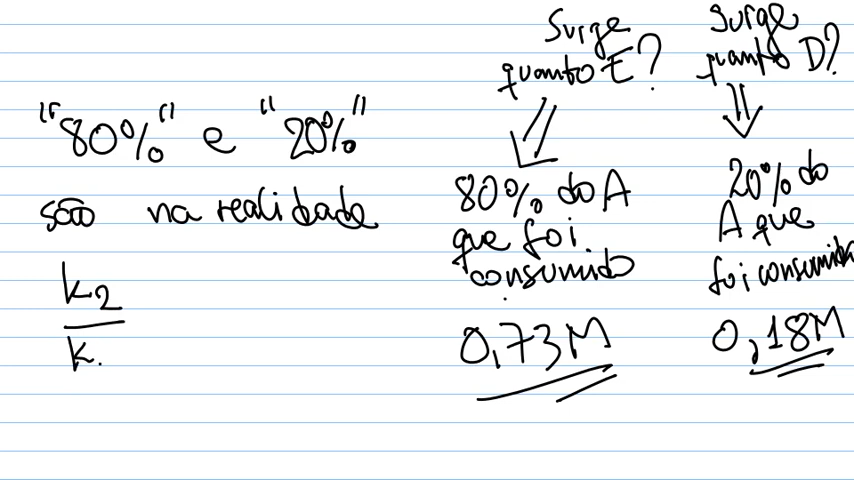 "80%" e "20%"
são na realidade
k2
k.
Surge
quanto E?
80% do A
que foi
consumido
0,73M
Surge
quanto D?
20% do
A que
foi consumido
0,18M